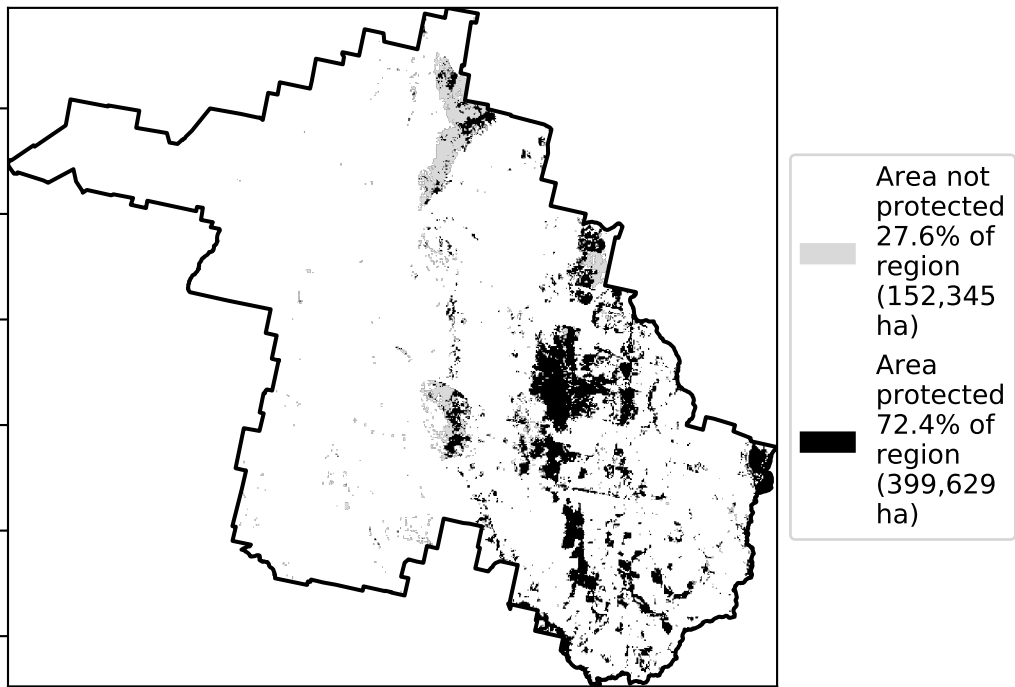 Area not
protected
27.6% of
region
(152,345
ha)
Area
protected
72.4% of
region
(399,629
ha)